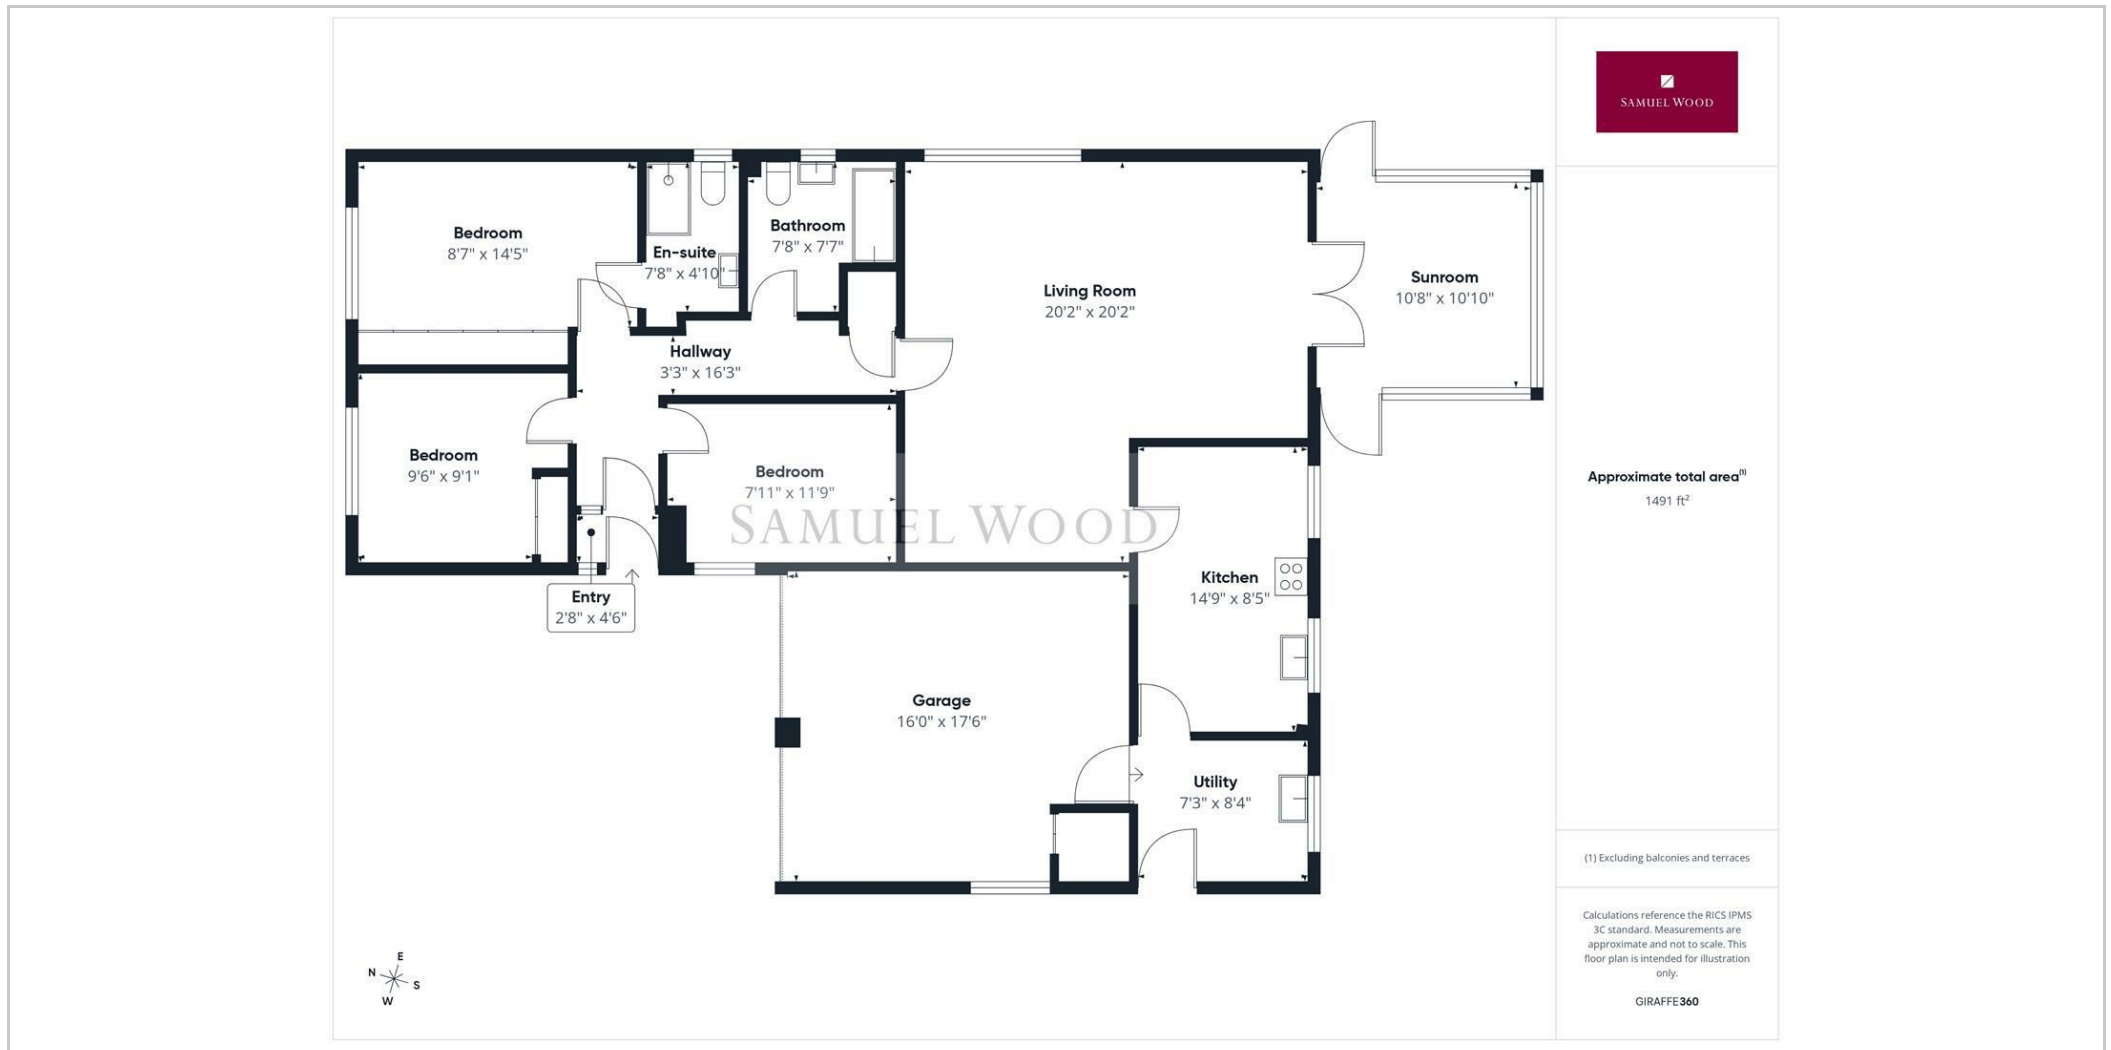 SAMUEL WOOD
Bedroom
8'7" x 14'5"
En-suite
7'8" x 4'10"
Bathroom
7'8" x 7'7"
Living Room
20'2" x 20'2"
Sunroom
10'8" x 10'10"
Hallway
3'3" x 16'3"
Bedroom
9'6" x 9'1"
Bedroom
7'11" x 11'9"
SAMUEL WOOD
Entry
2'8" x 4'6"
Kitchen
14'9" x 8'5"
Garage
16'0" x 17'6"
Utility
7'3" x 8'4"
Approximate total area(1)
1491 ft²
(1) Excluding balconies and terraces
Calculations reference the RICS IPMS
3C standard. Measurements are
approximate and not to scale. This
floor plan is intended for illustration
only.
GIRAFFE360
E
N
S
W